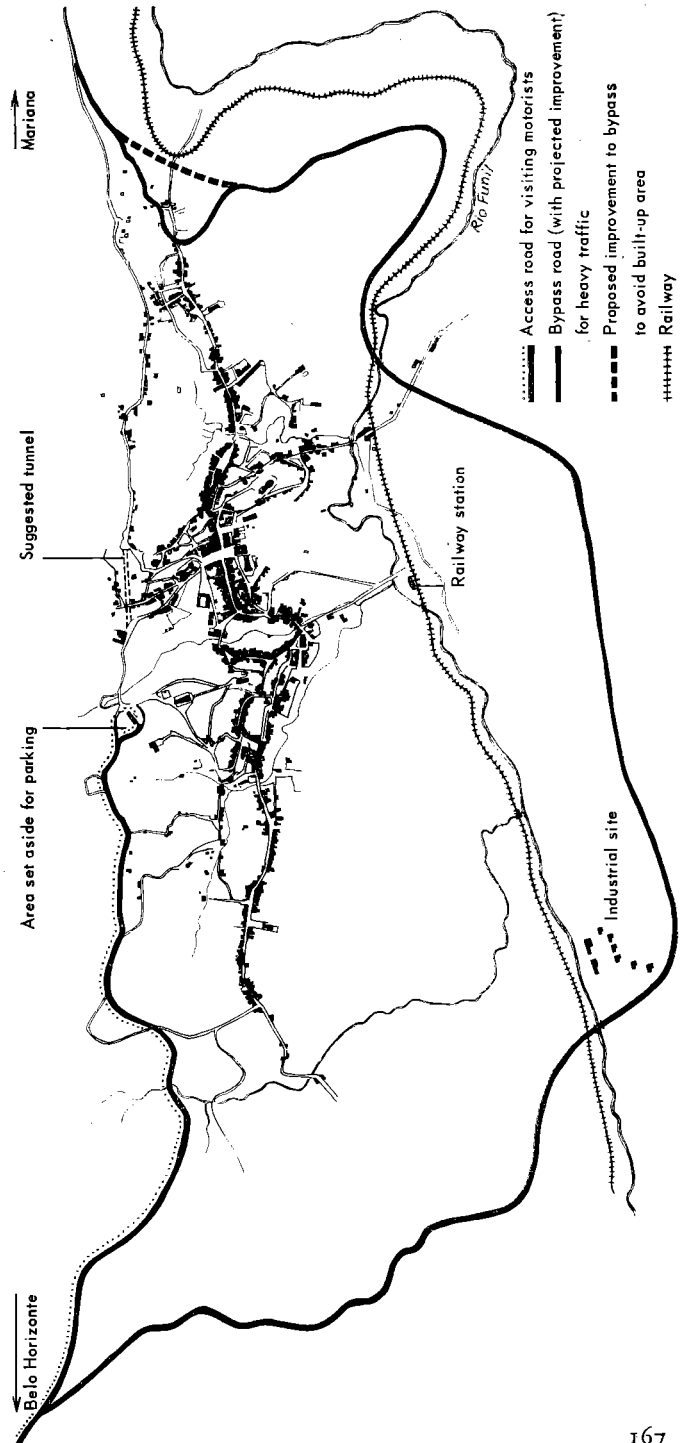 Belo Horizonte
Area set aside for parking
Suggested tunnel
Mariana
Rio Funil
Railway station
Industrial site
Access road for visiting motorists
Bypass road (with projected improvement)
for heavy traffic
Proposed improvement to bypass
to avoid built-up area
Railway
167